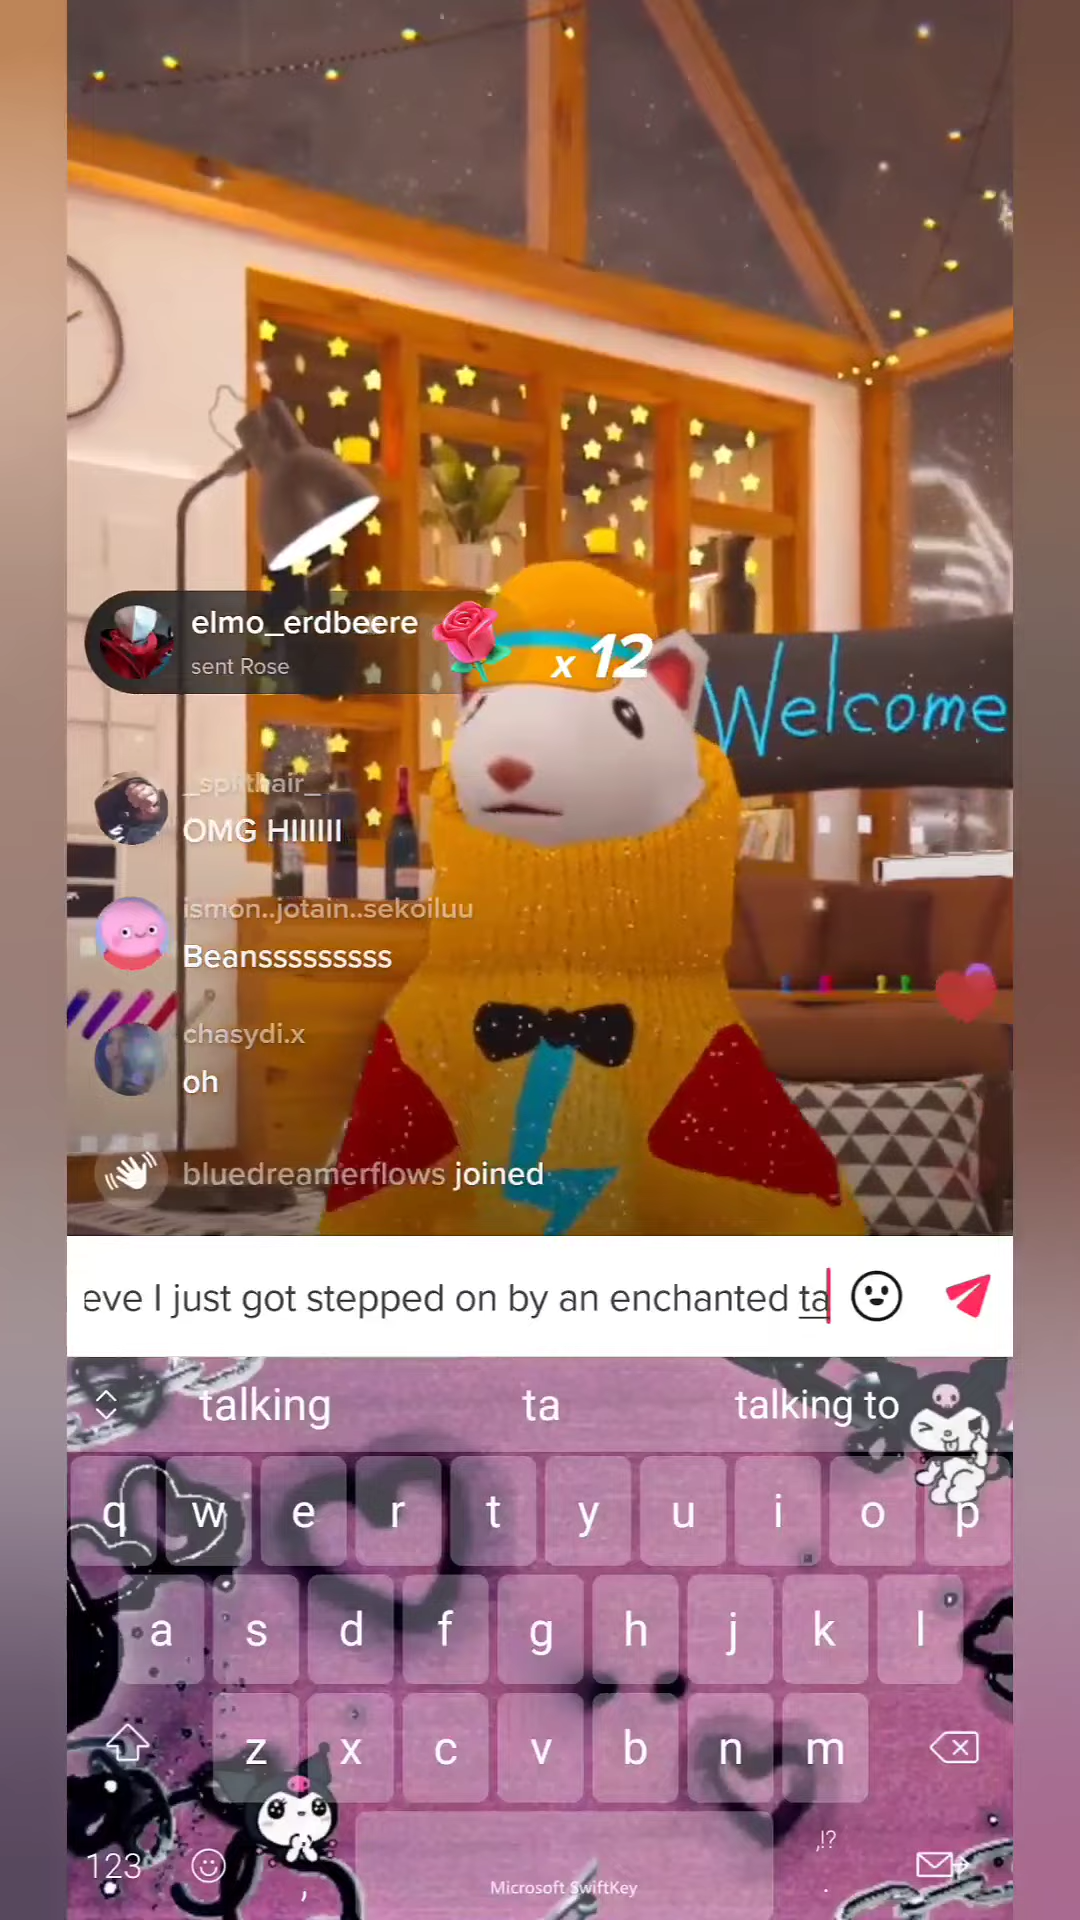 Welcome
elmo_erdbeere
sent Rose
x 12
_splithair_
OMG HIIIIII
ismon..jotain..sekoiluu
Beansssssssss
chasydi.x
oh
bluedreamerflows joined
eve I just got stepped on by an enchanted ta
talking ta talking to
q w e r t y u i o p
a s d f g h j k l
z x c v b n m
,!?
123 , Microsoft SwiftKey .